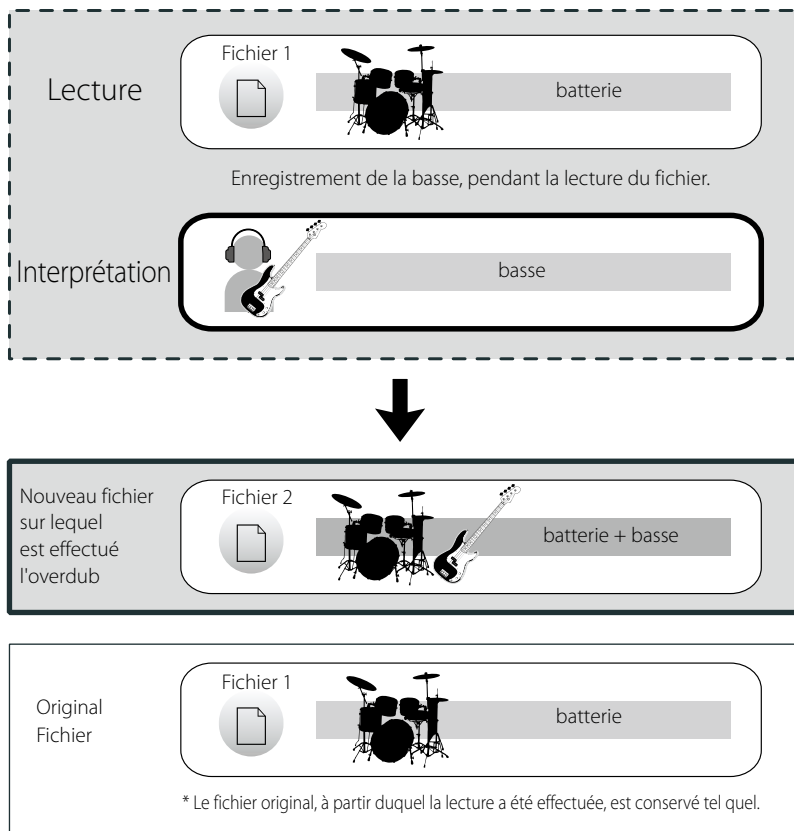 Fichier 1
Lecture
batterie
Enregistrement de la basse, pendant la lecture du fichier.
Interprétation
basse
Nouveau fichier
sur lequel
est effectué
l'overdub
Fichier 2
batterie + basse
Original
Fichier
Fichier 1
batterie
* Le fichier original, à partir duquel la lecture a été effectuée, est conservé tel quel.